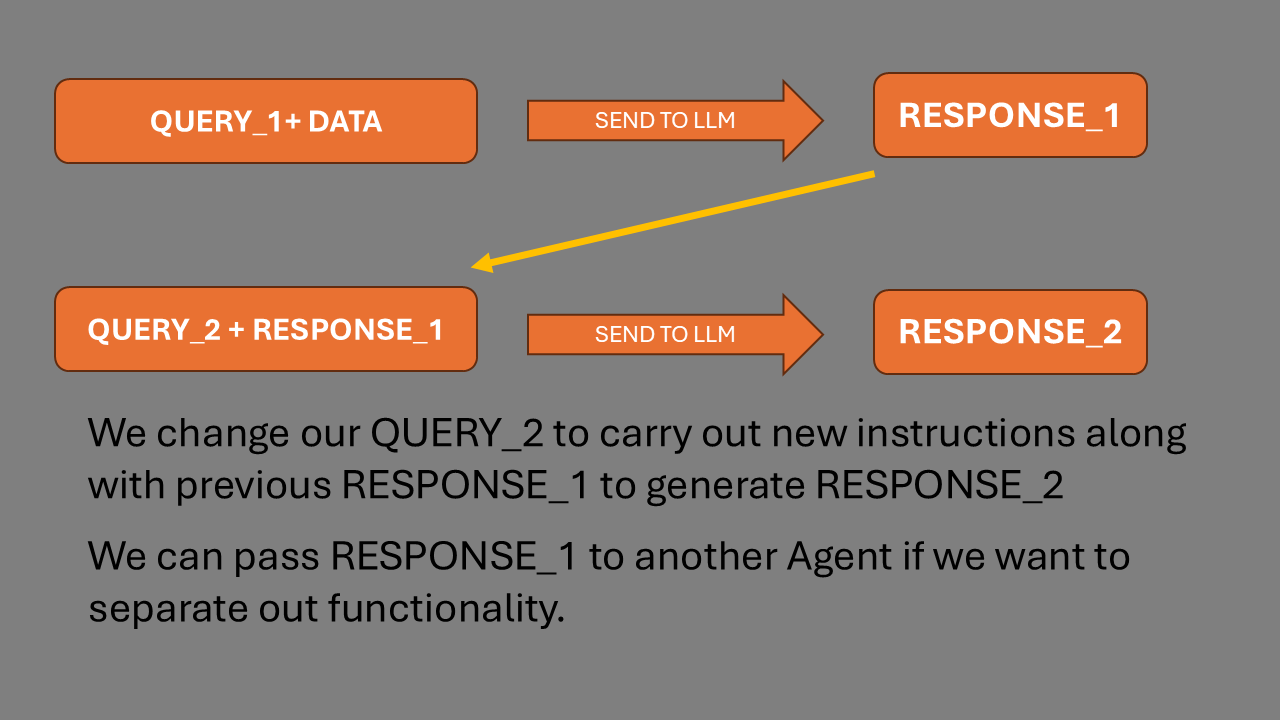 QUERY_1+ DATA
SEND TO LLM
RESPONSE_1
QUERY_2 + RESPONSE_1
SEND TO LLM
RESPONSE_2
We change our QUERY_2 to carry out new instructions along
with previous RESPONSE_1 to generate RESPONSE_2
We can pass RESPONSE_1 to another Agent if we want to
separate out functionality.